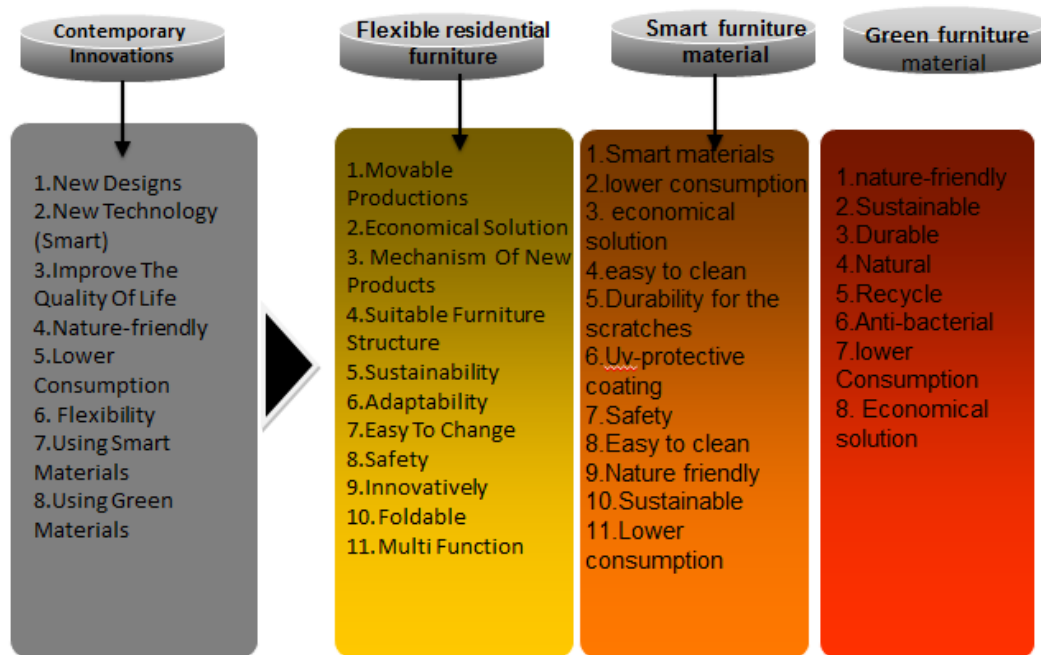 Contemporary
Innovations
1.New Designs
2.New Technology
(Smart)
3.Improve The
Quality Of Life
4.Nature-friendly
5.Lower
Consumption
6. Flexibility
7.Using Smart
Materials
8.Using Green
Materials
Flexible residential
furniture
1.Movable
Productions
2.Economical Solution
3. Mechanism Of New
Products
4.Suitable Furniture
Structure
5.Sustainability
6.Adaptability
7.Easy To Change
8.Safety
9.Innovatively
10.Foldable
11.Multi Function
Smart furniture
material
1.Smart materials
2.lower consumption
3. economical
solution
4.easy to clean
5.Durability for the
scratches
6.Uv-protective
coating
7.Safety
8.Easy to clean
9.Nature friendly
10.Sustainable
11.Lower
consumption
Green furniture
material
1.nature-friendly
2.Sustainable
3.Durable
4.Natural
5.Recycle
6.Anti-bacterial
7.lower
Consumption
8. Economical
solution